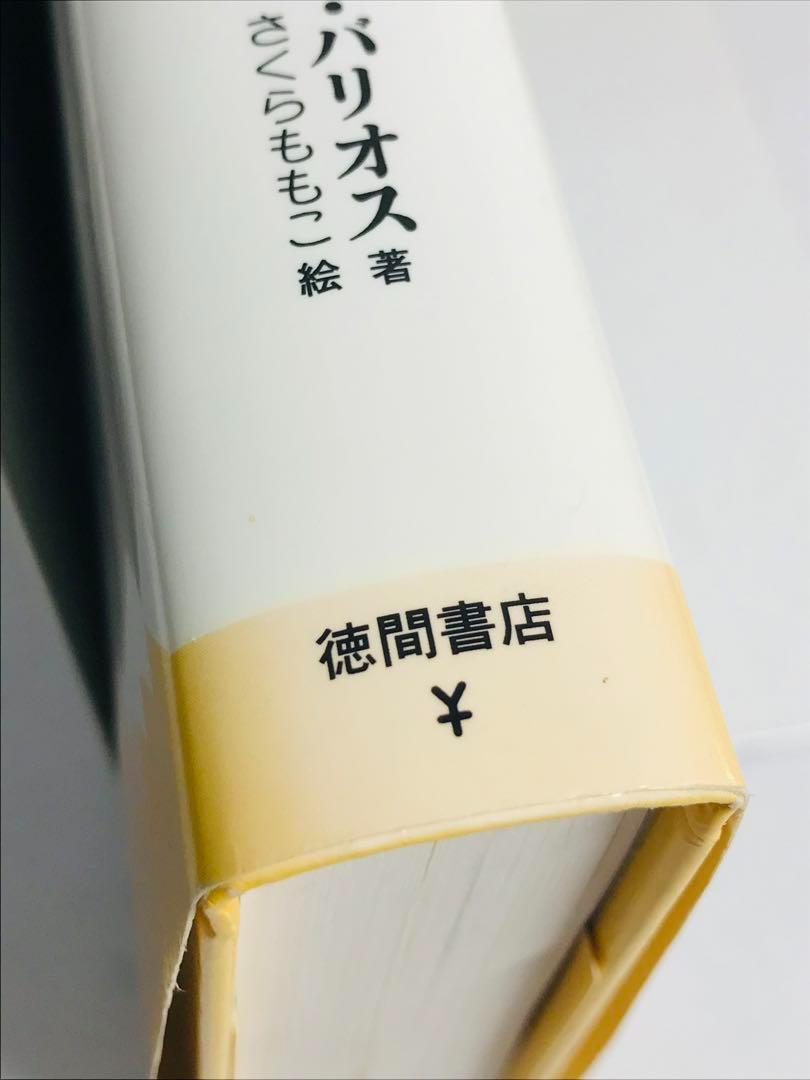 ・バリオス 著
さくらももこ 絵
徳間書店